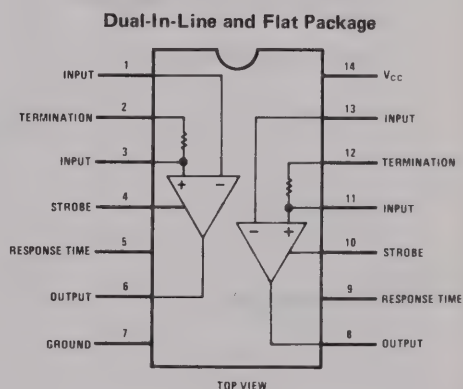 Dual-In-Line and Flat Package
INPUT 1
TERMINATION 2
INPUT 3
STROBE 4
RESPONSE TIME 5
OUTPUT 6
GROUND 7
14 VCC
13 INPUT
12 TERMINATION
11 INPUT
10 STROBE
9 RESPONSE TIME
8 OUTPUT
+ −
− +
TOP VIEW